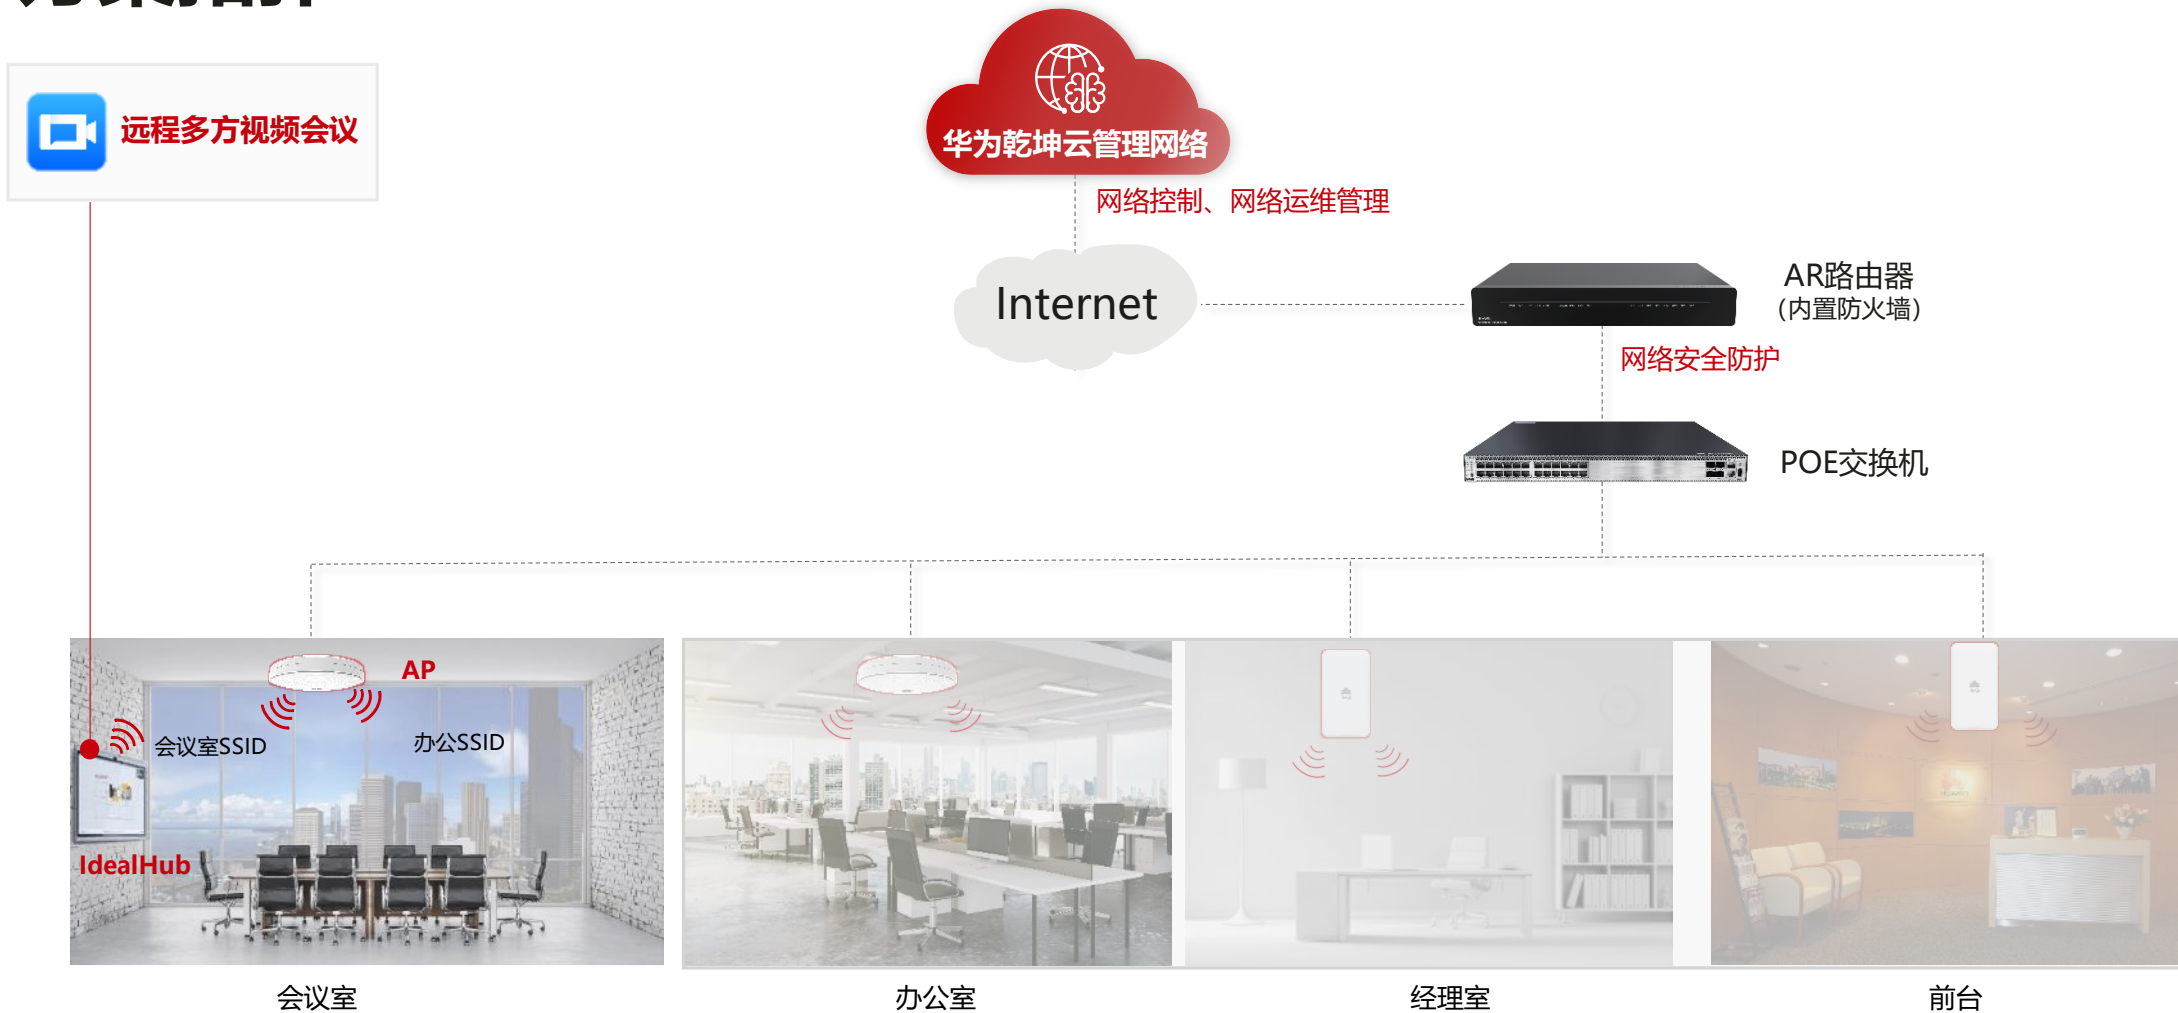 远程多方视频会议
华为乾坤云管理网络
网络控制、网络运维管理
Internet
AR路由器
(内置防火墙)
网络安全防护
POE交换机
AP
会议室SSID
办公SSID
IdealHub
会议室
办公室
经理室
前台